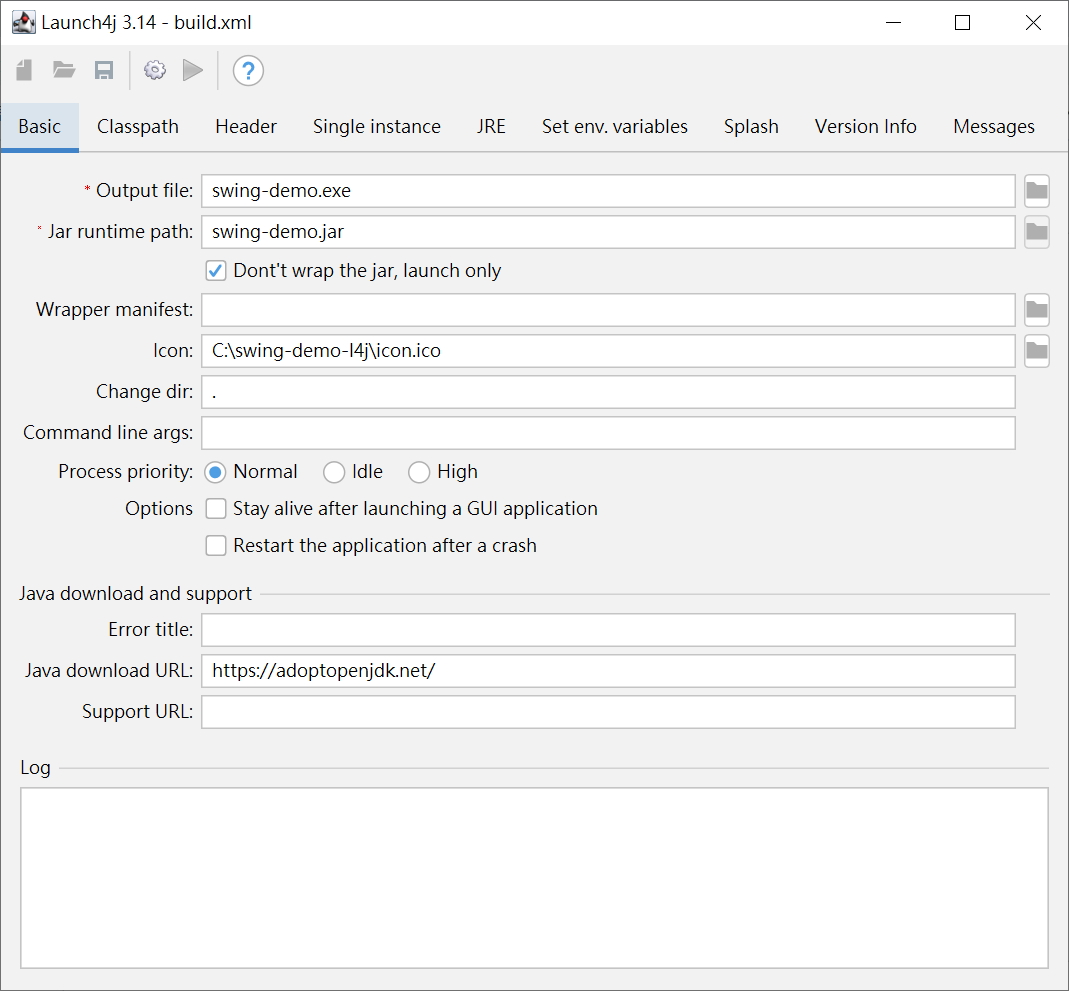 Launch4j 3.14 - build.xml
?
Basic Classpath Header Single instance JRE Set env. variables Splash Version Info Messages
* Output file: swing-demo.exe
* Jar runtime path: swing-demo.jar
Dont't wrap the jar, launch only
Wrapper manifest:
Icon: C:\swing-demo-l4j\icon.ico
Change dir: .
Command line args:
Process priority: Normal Idle High
Options Stay alive after launching a GUI application
Restart the application after a crash
Java download and support
Error title:
Java download URL: https://adoptopenjdk.net/
Support URL:
Log